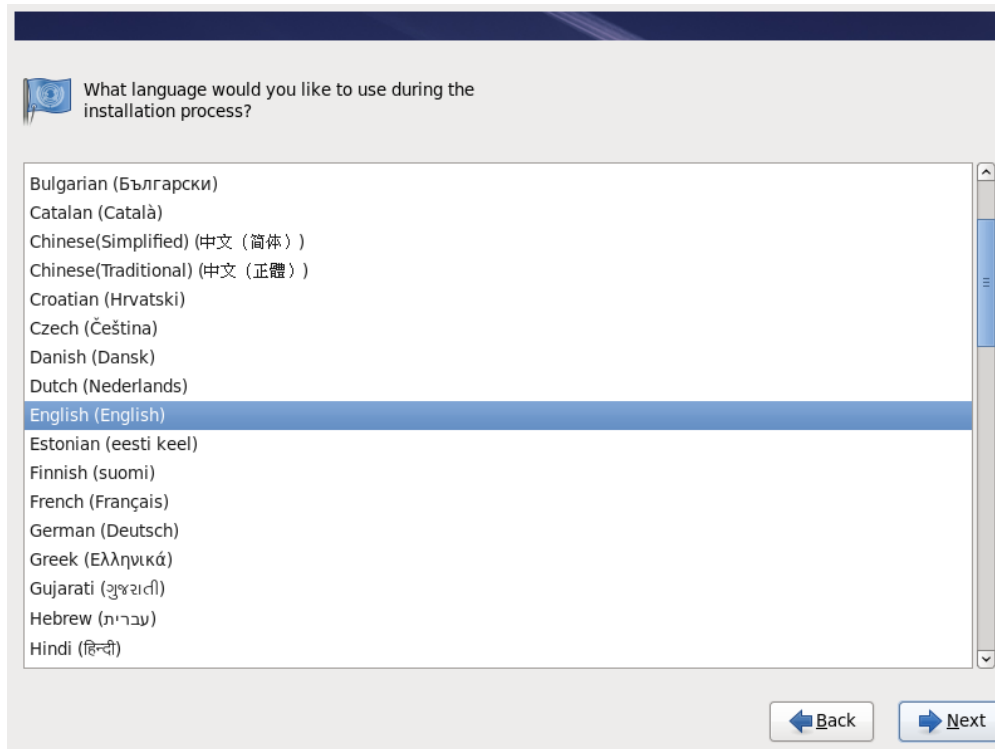 What language would you like to use during the
installation process?
Bulgarian (Български)
Catalan (Català)
Chinese(Simplified) (中文（简体）)
Chinese(Traditional) (中文（正體）)
Croatian (Hrvatski)
Czech (Čeština)
Danish (Dansk)
Dutch (Nederlands)
English (English)
Estonian (eesti keel)
Finnish (suomi)
French (Français)
German (Deutsch)
Greek (Ελληνικά)
Gujarati (ગુજરાતી)
Hebrew (עברית)
Hindi (हिन्दी)
Back
Next